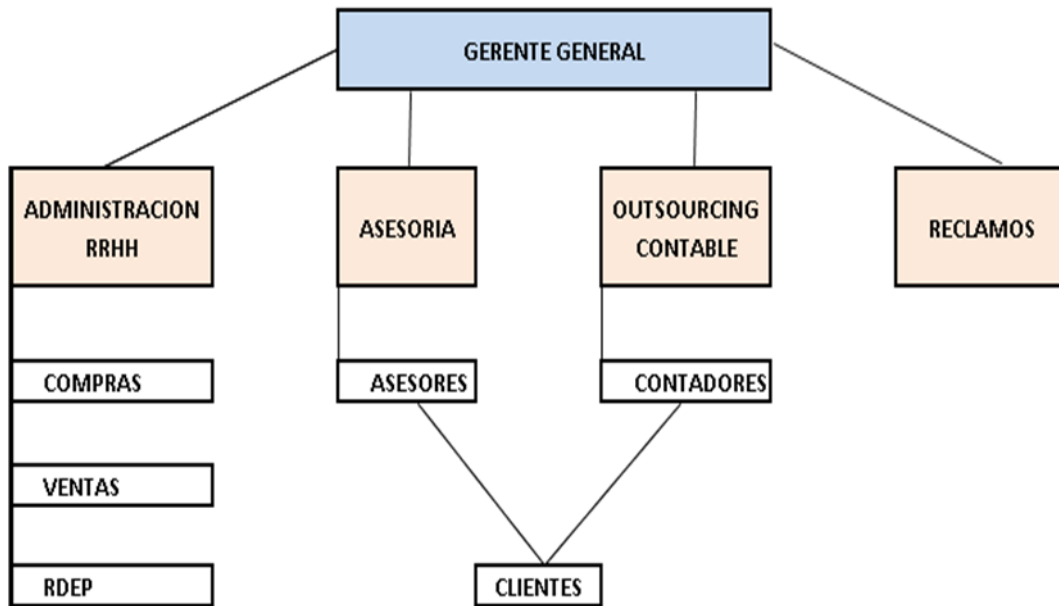 GERENTE GENERAL
ADMINISTRACION
RRHH
ASESORIA
OUTSOURCING
CONTABLE
RECLAMOS
COMPRAS
ASESORES
CONTADORES
VENTAS
RDEP
CLIENTES